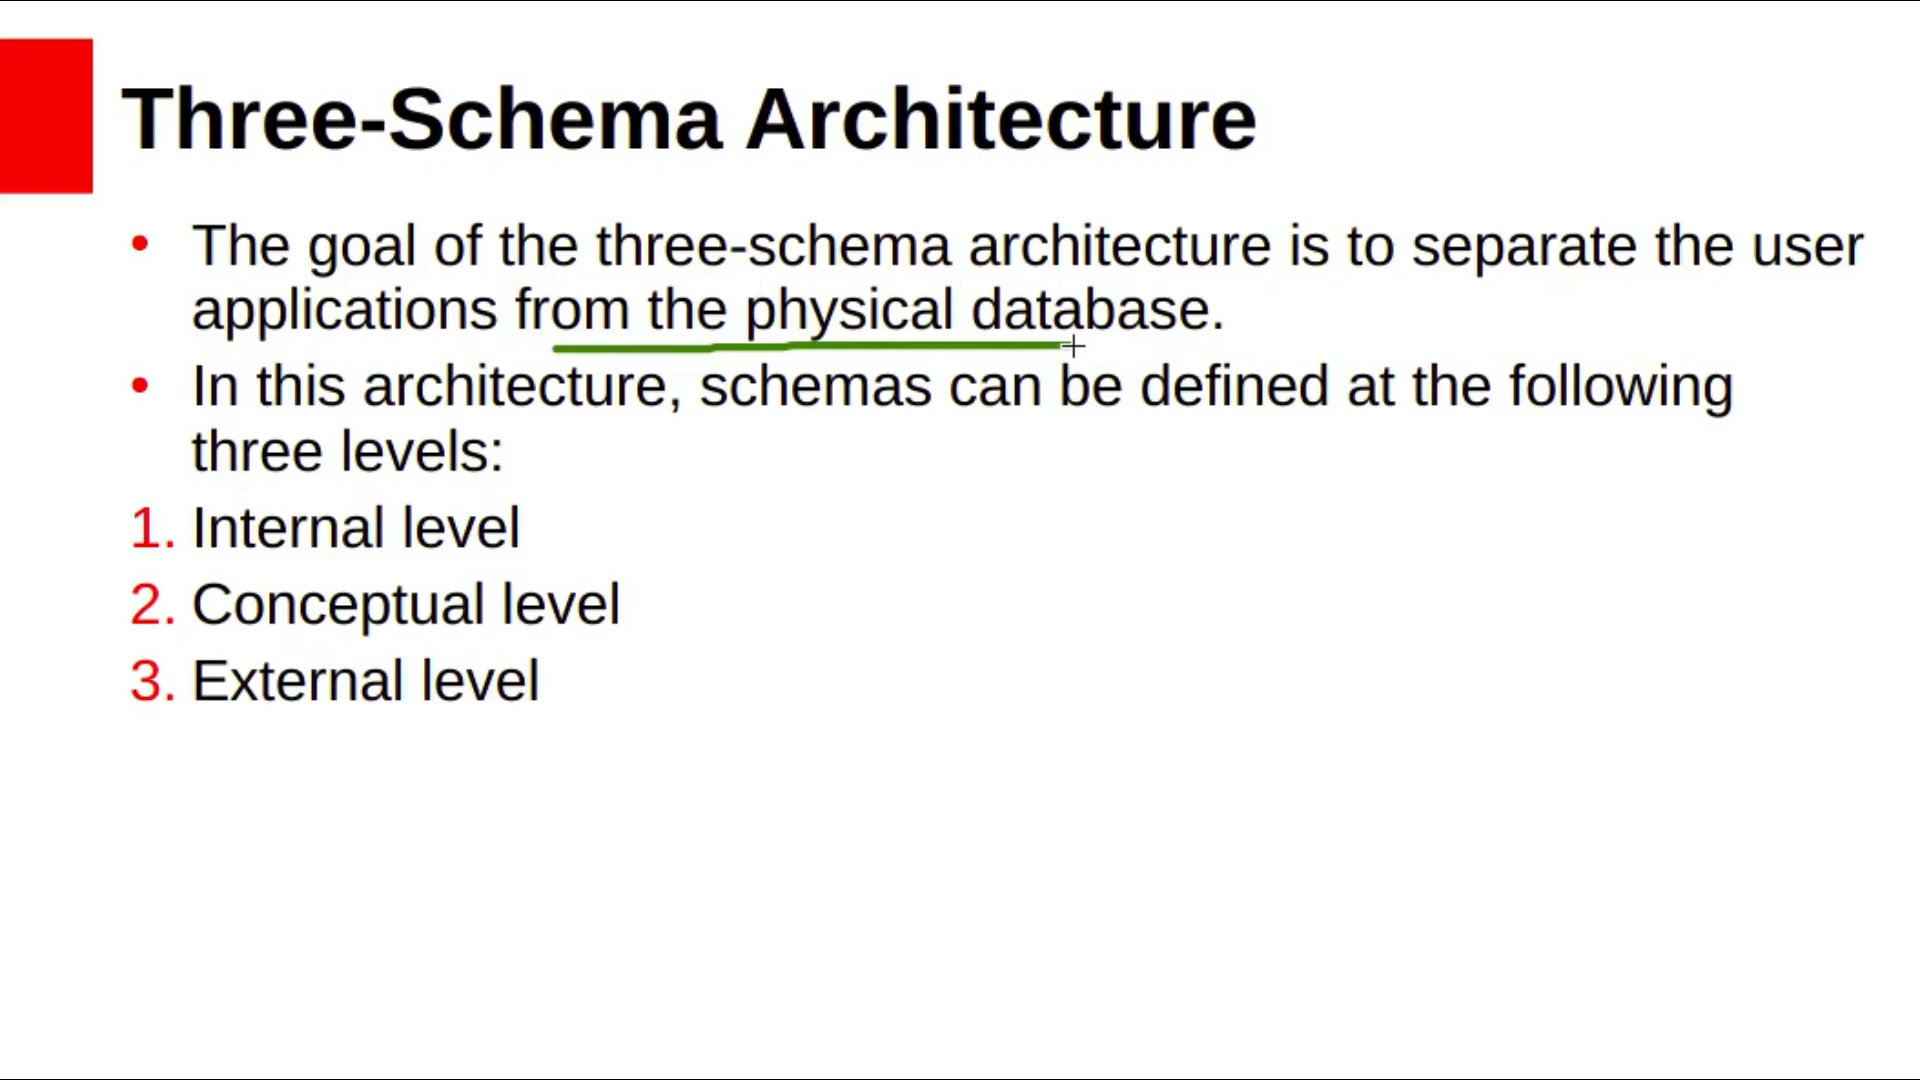 Three-Schema Architecture
• The goal of the three-schema architecture is to separate the user
applications from the physical database.
• In this architecture, schemas can be defined at the following
three levels:
1. Internal level
2. Conceptual level
3. External level